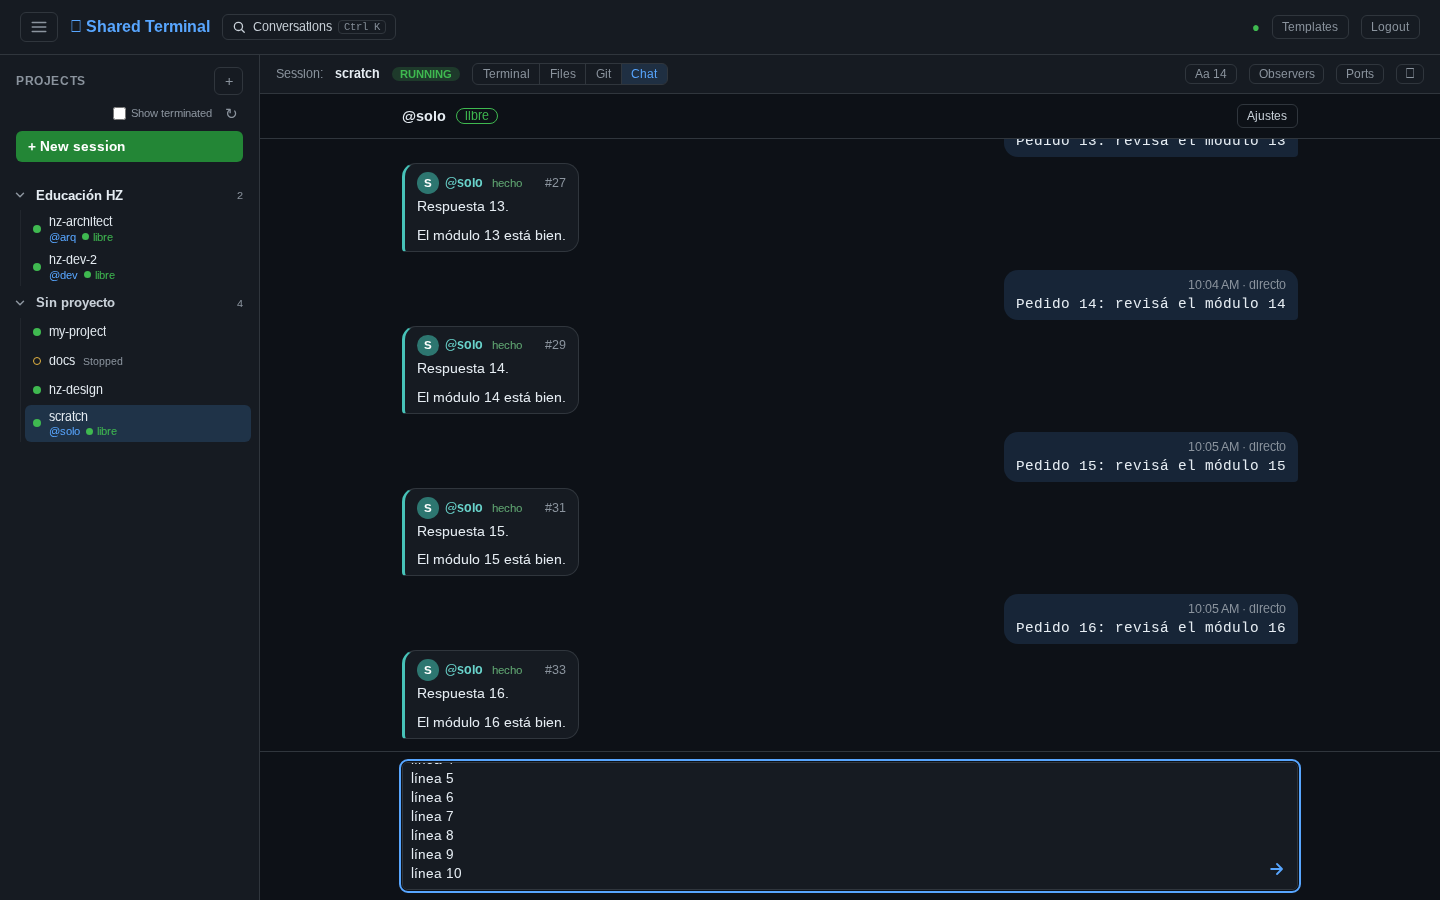 Shared Terminal
Conversations Ctrl K
Templates
Logout
PROJECTS
+
Show terminated ↻
+ New session
Educación HZ 2
hz-architect
@arq libre
hz-dev-2
@dev libre
Sin proyecto 4
my-project
docs Stopped
hz-design
scratch
@solo libre
Session: scratch RUNNING Terminal Files Git Chat
Aa 14 Observers Ports
@solo libre
Ajustes
Pedido 13: revisá el módulo 13
S @solo hecho #27
Respuesta 13.
El módulo 13 está bien.
10:04 AM · directo
Pedido 14: revisá el módulo 14
S @solo hecho #29
Respuesta 14.
El módulo 14 está bien.
10:05 AM · directo
Pedido 15: revisá el módulo 15
S @solo hecho #31
Respuesta 15.
El módulo 15 está bien.
10:05 AM · directo
Pedido 16: revisá el módulo 16
S @solo hecho #33
Respuesta 16.
El módulo 16 está bien.
línea 5
línea 6
línea 7
línea 8
línea 9
línea 10